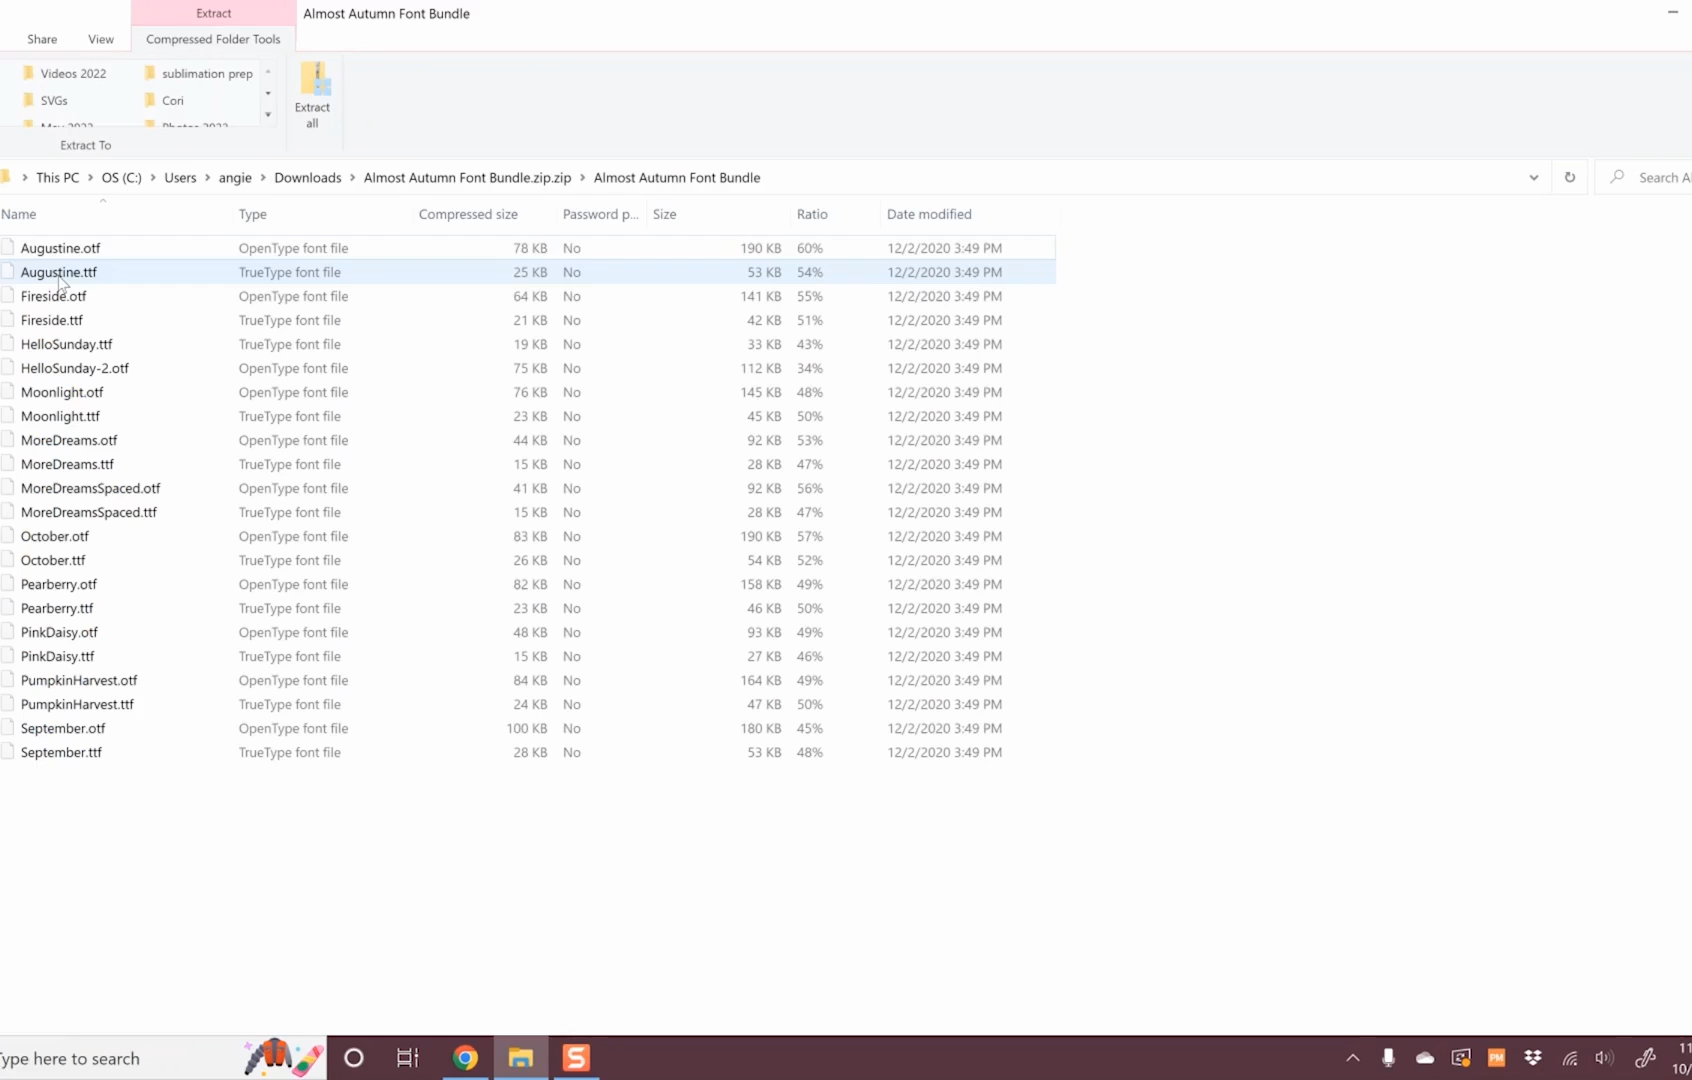 Extract Almost Autumn Font Bundle
Share View Compressed Folder Tools
Videos 2022 sublimation prep
SVGs Cori
Extract
all
Extract To
This PC > OS (C:) > Users > angie > Downloads > Almost Autumn Font Bundle.zip.zip > Almost Autumn Font Bundle Search Al
Name Type Compressed size Password p... Size Ratio Date modified
Augustine.otf OpenType font file 78 KB No 190 KB 60% 12/2/2020 3:49 PM
Augustine.ttf TrueType font file 25 KB No 53 KB 54% 12/2/2020 3:49 PM
Fireside.otf OpenType font file 64 KB No 141 KB 55% 12/2/2020 3:49 PM
Fireside.ttf TrueType font file 21 KB No 42 KB 51% 12/2/2020 3:49 PM
HelloSunday.ttf TrueType font file 19 KB No 33 KB 43% 12/2/2020 3:49 PM
HelloSunday-2.otf OpenType font file 75 KB No 112 KB 34% 12/2/2020 3:49 PM
Moonlight.otf OpenType font file 76 KB No 145 KB 48% 12/2/2020 3:49 PM
Moonlight.ttf TrueType font file 23 KB No 45 KB 50% 12/2/2020 3:49 PM
MoreDreams.otf OpenType font file 44 KB No 92 KB 53% 12/2/2020 3:49 PM
MoreDreams.ttf TrueType font file 15 KB No 28 KB 47% 12/2/2020 3:49 PM
MoreDreamsSpaced.otf OpenType font file 41 KB No 92 KB 56% 12/2/2020 3:49 PM
MoreDreamsSpaced.ttf TrueType font file 15 KB No 28 KB 47% 12/2/2020 3:49 PM
October.otf OpenType font file 83 KB No 190 KB 57% 12/2/2020 3:49 PM
October.ttf TrueType font file 26 KB No 54 KB 52% 12/2/2020 3:49 PM
Pearberry.otf OpenType font file 82 KB No 158 KB 49% 12/2/2020 3:49 PM
Pearberry.ttf TrueType font file 23 KB No 46 KB 50% 12/2/2020 3:49 PM
PinkDaisy.otf OpenType font file 48 KB No 93 KB 49% 12/2/2020 3:49 PM
PinkDaisy.ttf TrueType font file 15 KB No 27 KB 46% 12/2/2020 3:49 PM
PumpkinHarvest.otf OpenType font file 84 KB No 164 KB 49% 12/2/2020 3:49 PM
PumpkinHarvest.ttf TrueType font file 24 KB No 47 KB 50% 12/2/2020 3:49 PM
September.otf OpenType font file 100 KB No 180 KB 45% 12/2/2020 3:49 PM
September.ttf TrueType font file 28 KB No 53 KB 48% 12/2/2020 3:49 PM
ype here to search S PM 11
10/